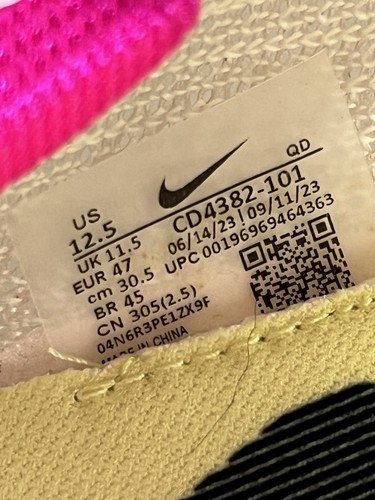 QD
US
12.5
CD4382-101
UK 11.5
06/14/23 | 09/11/23
EUR 47
UPC 00196969464363
cm 30.5
BR 45
CN 305(2.5)
04N6R3PE1ZX9F
MADE IN CHINA